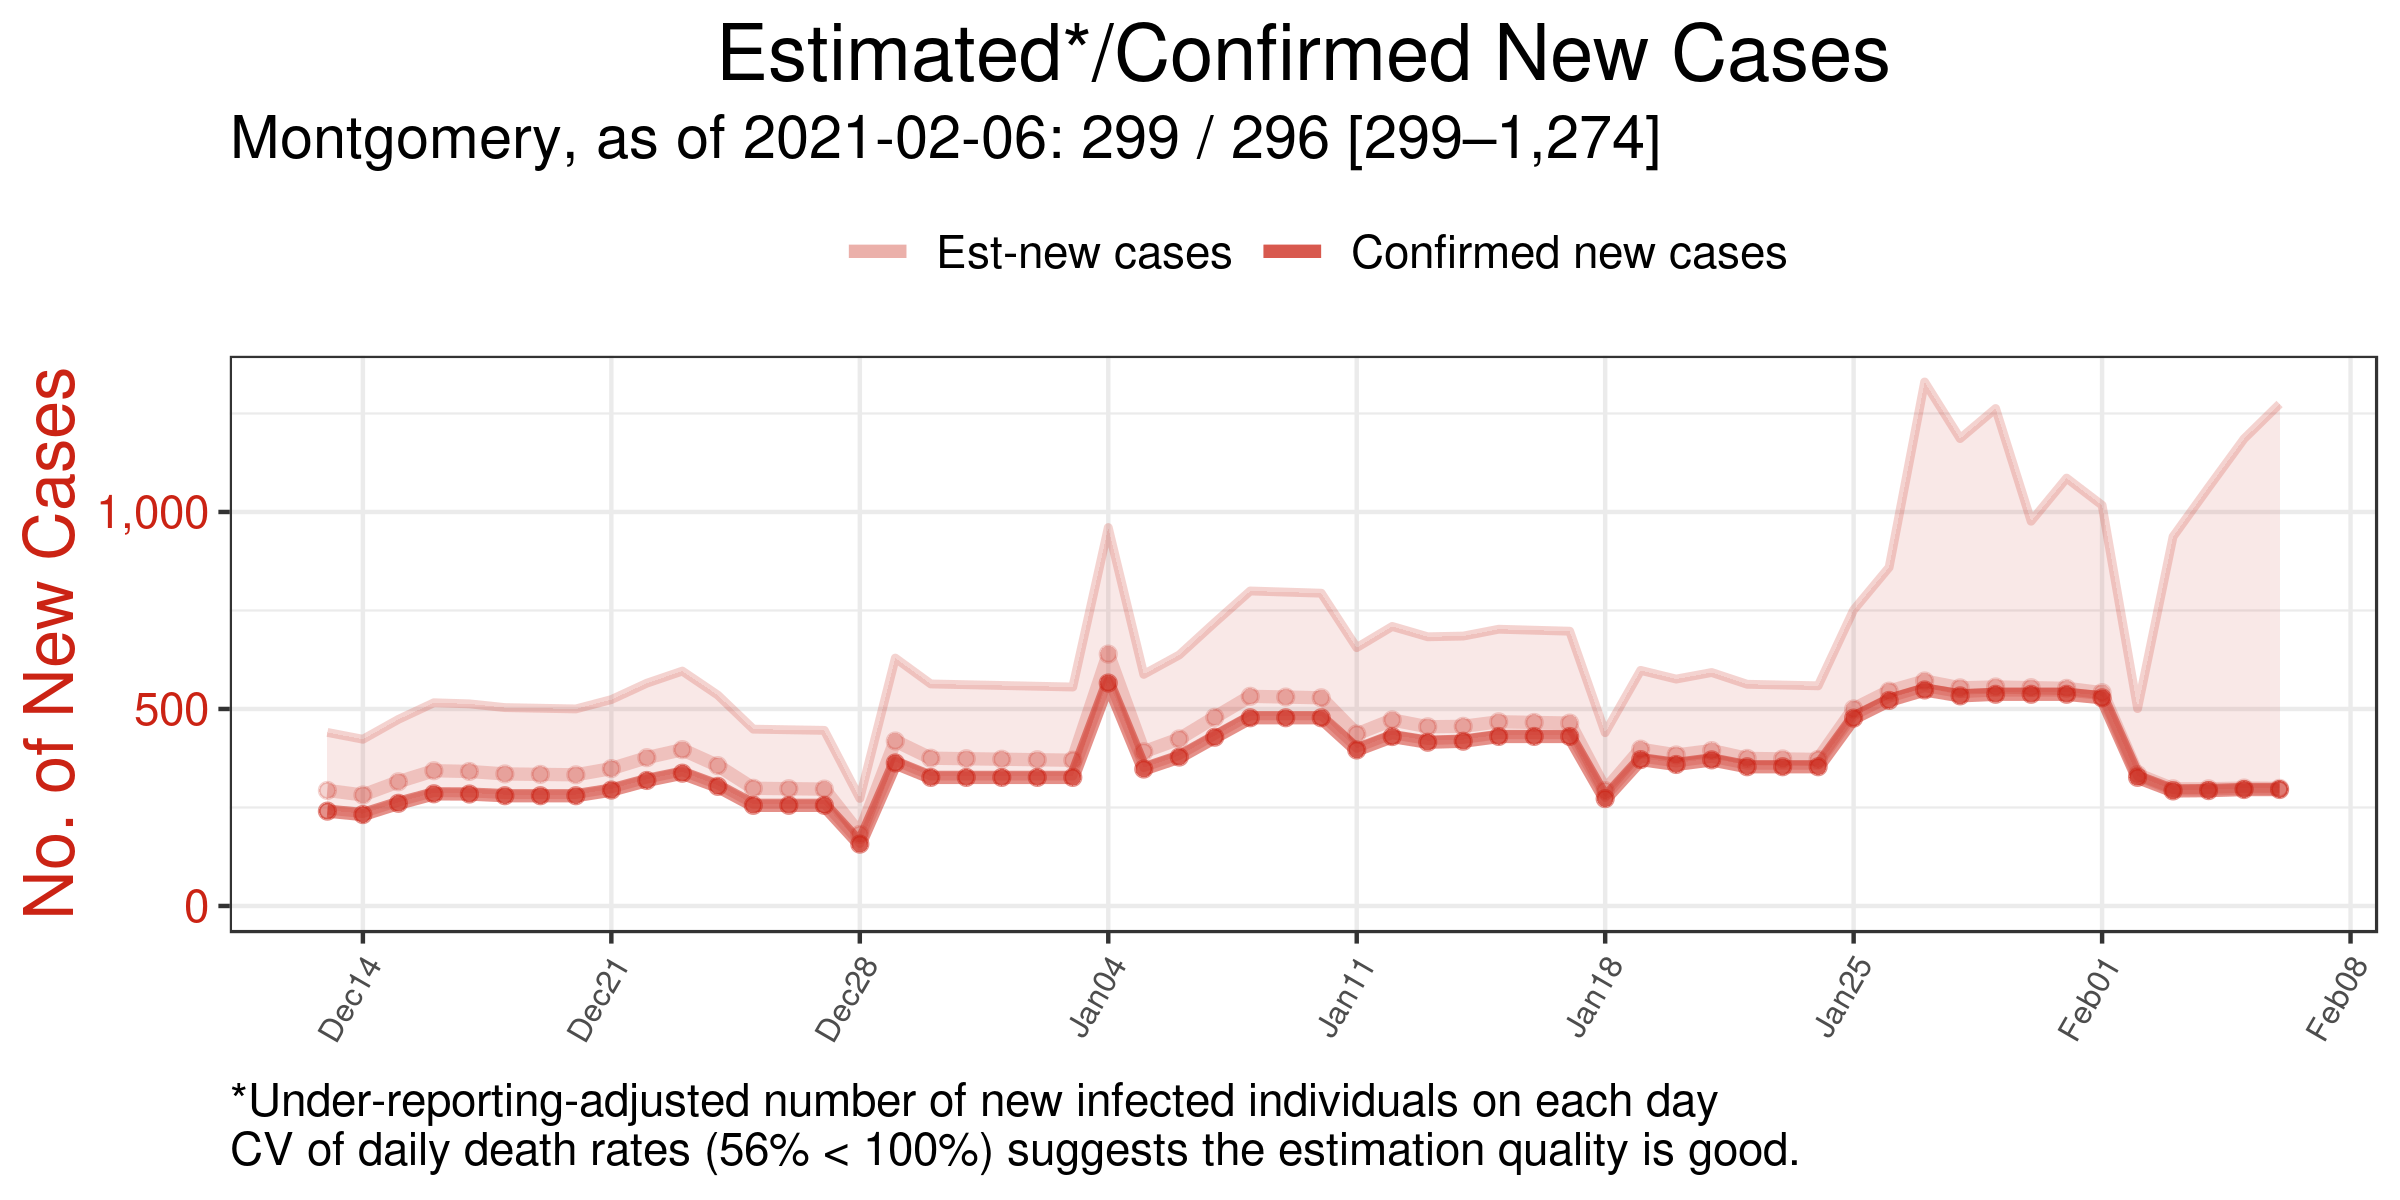 Estimated*/Confirmed New Cases
Montgomery, as of 2021-02-06: 299 / 296 [299–1,274]
Est-new cases
Confirmed new cases
No. of New Cases
1,000
500
0
Dec14
Dec21
Dec28
Jan04
Jan11
Jan18
Jan25
Feb01
Feb08
*Under-reporting-adjusted number of new infected individuals on each day
CV of daily death rates (56% < 100%) suggests the estimation quality is good.